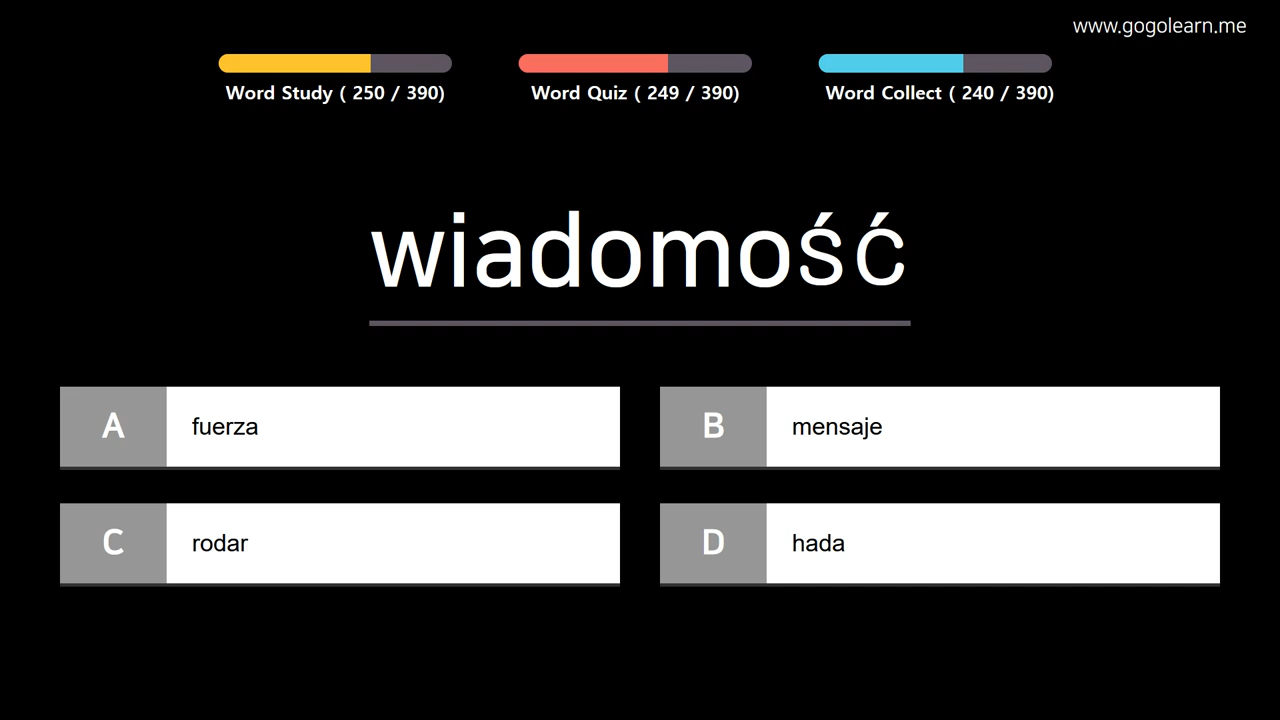 www.gogolearn.me
Word Study ( 250 / 390)
Word Quiz ( 249 / 390)
Word Collect ( 240 / 390)
wiadomość
A fuerza
B mensaje
C rodar
D hada